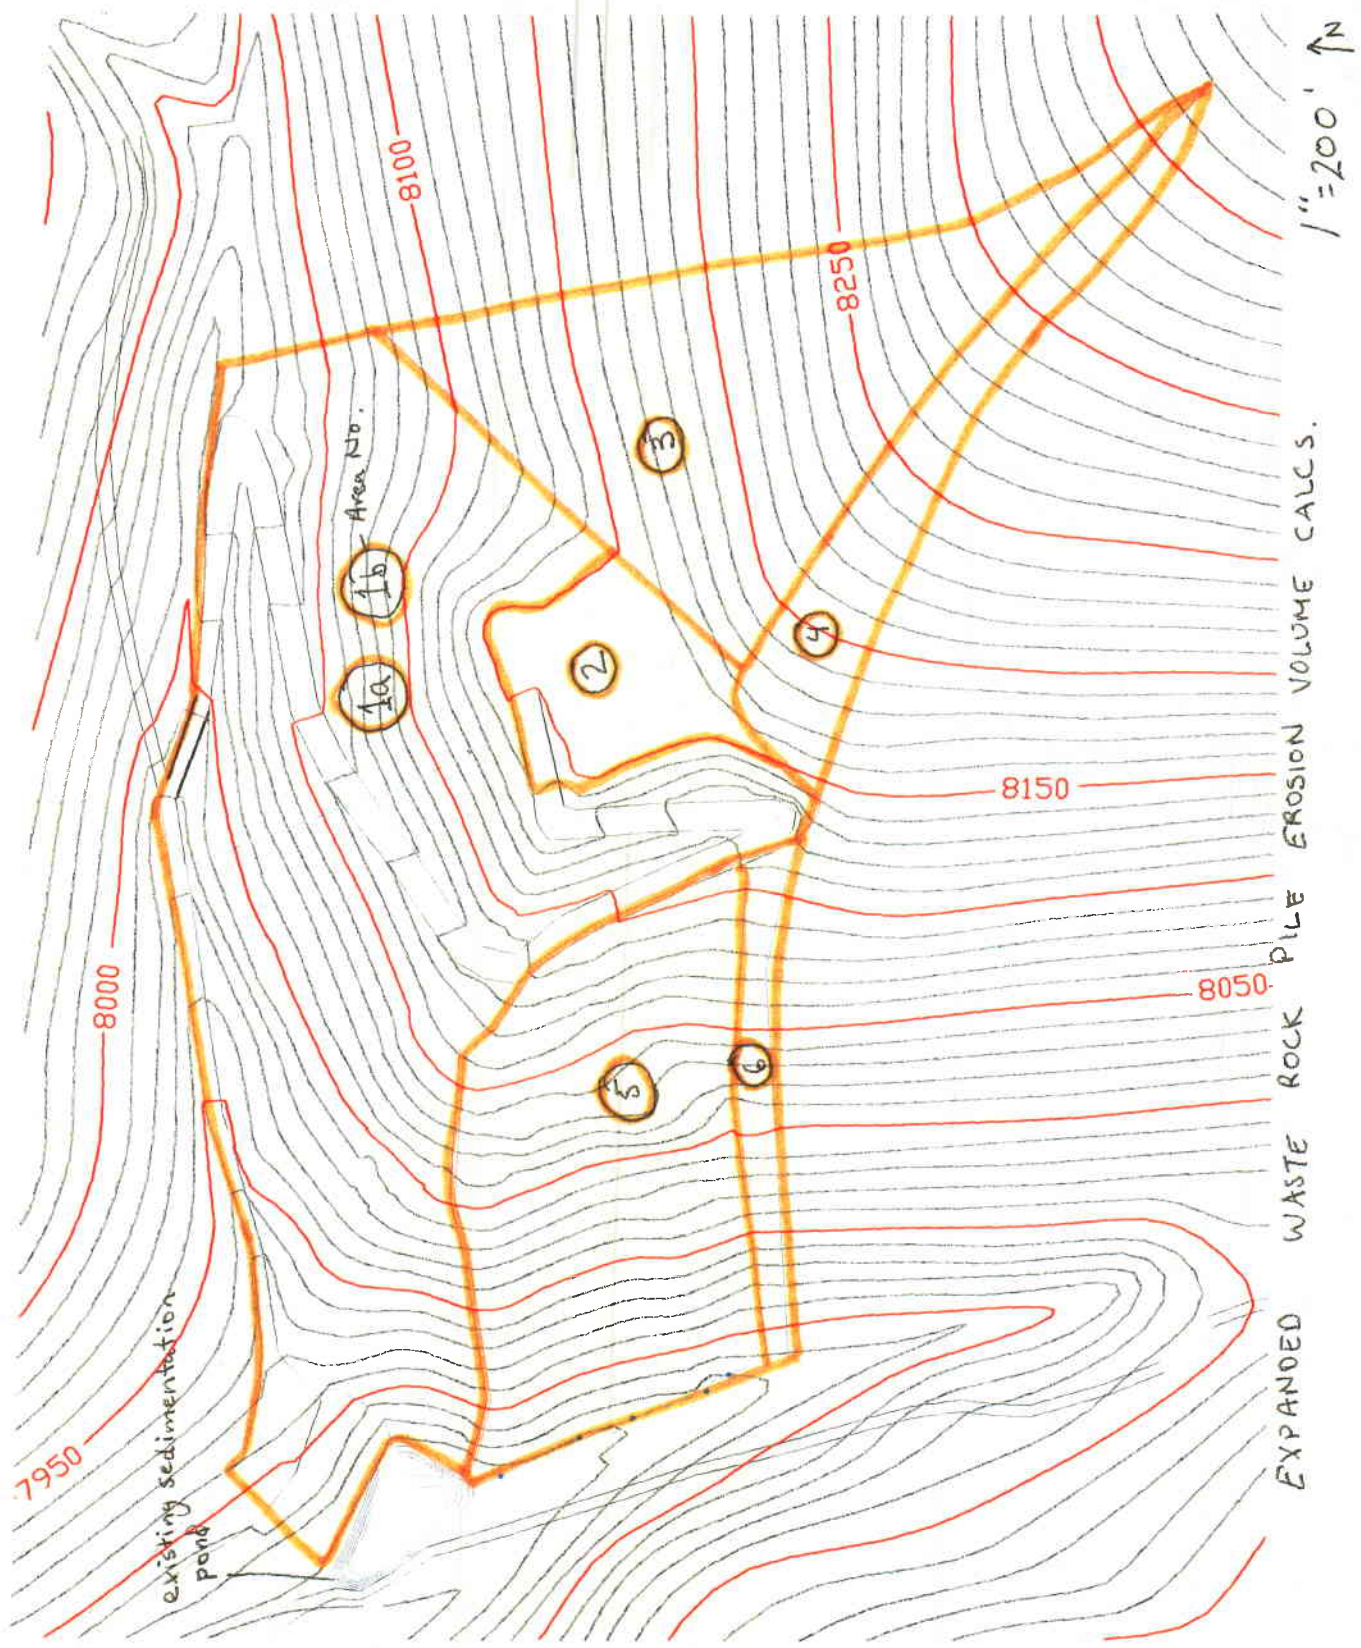 1"=200' ↑N
8100
8250
Area No.
1b
1a
3
2
4
8150
8000
8050
5
6
7950
existing sedimentation
pond
EXPANDED WASTE ROCK PILE EROSION VOLUME CALCS.